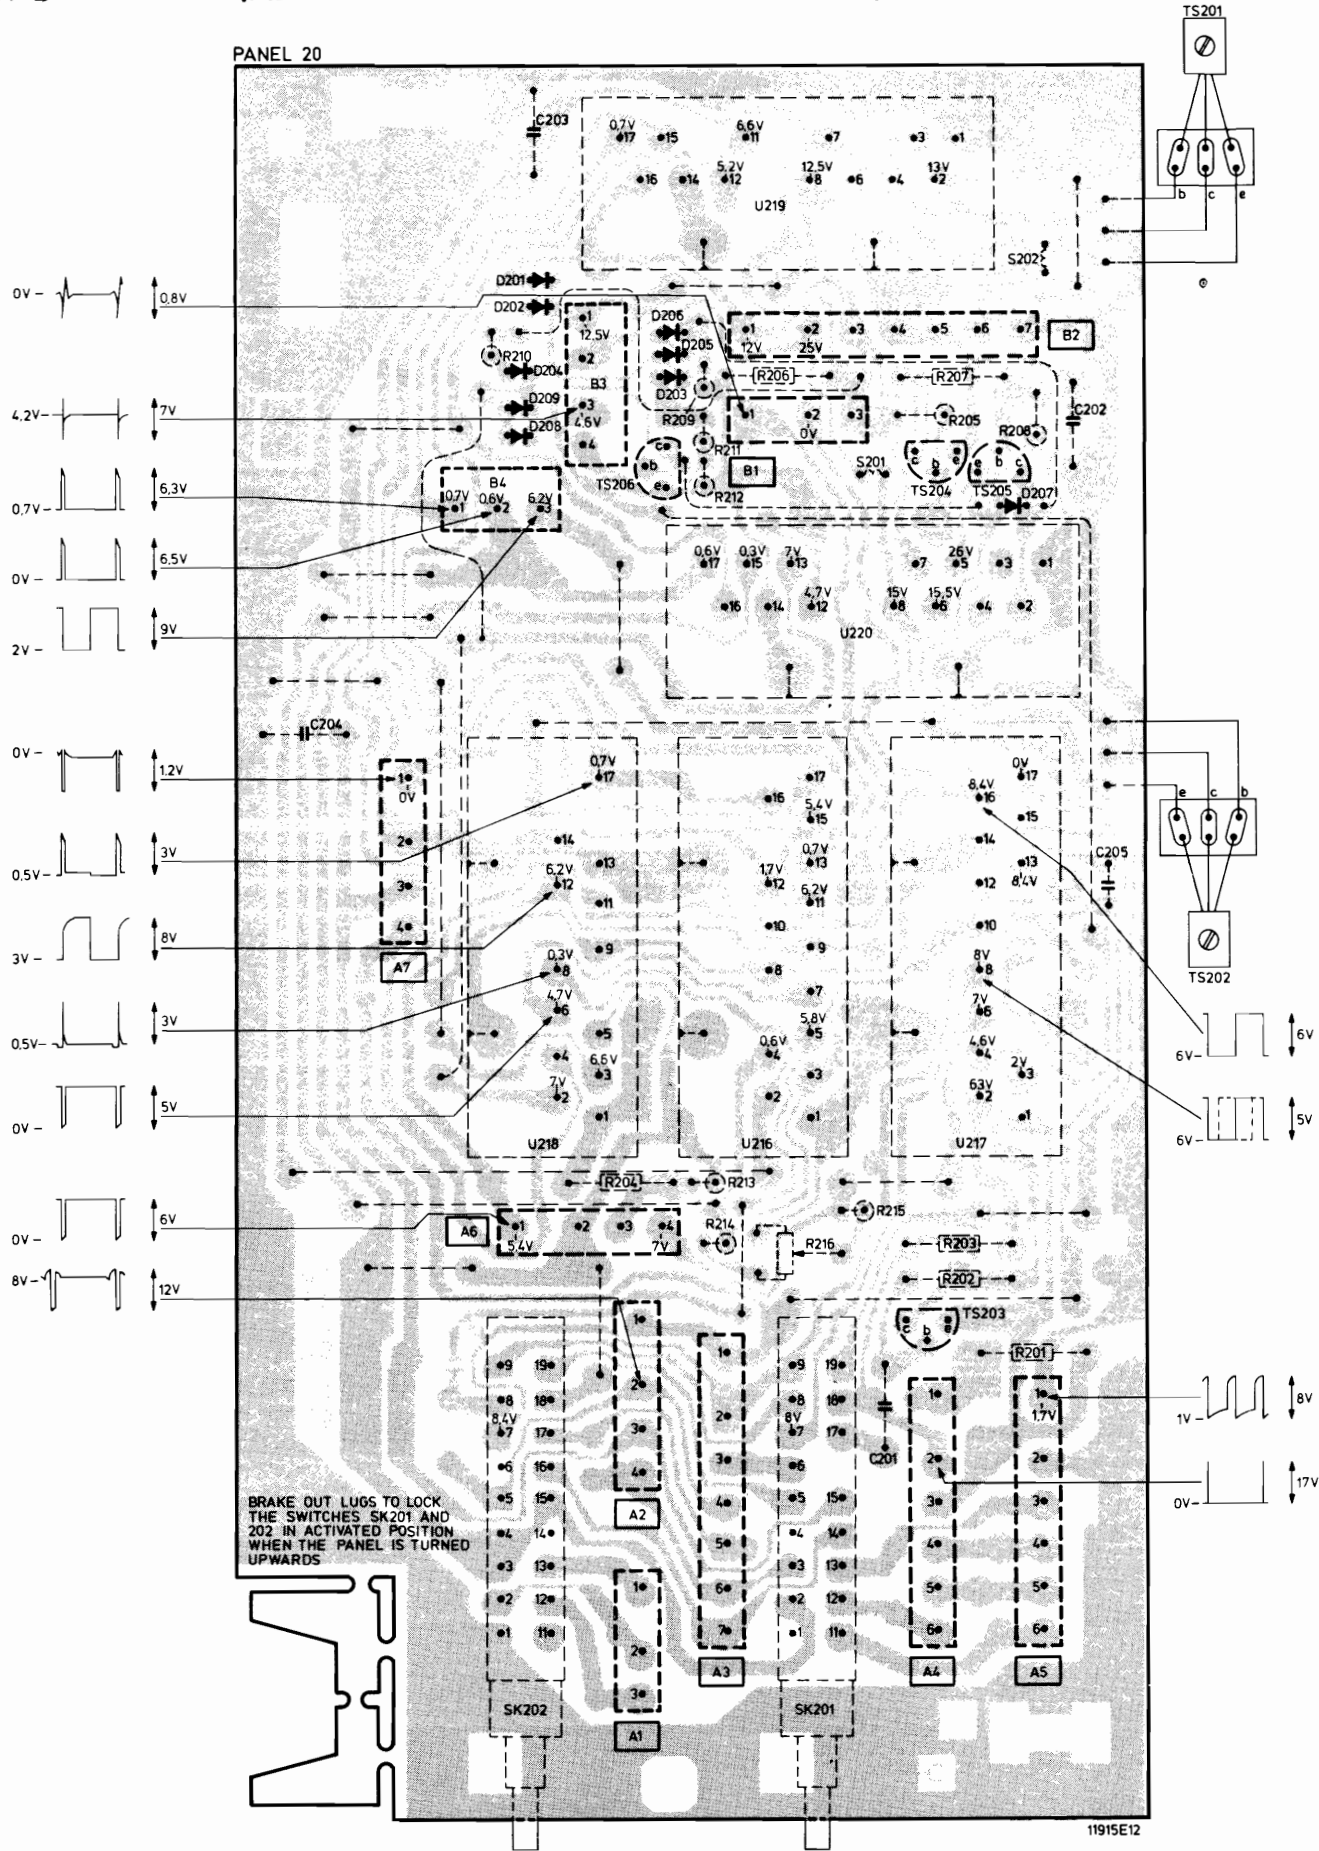 TS201
PANEL 20
C203
0,7V 6,6V
17 15 11 7 3 1
5.2V 12,5V 13V
16 14 12 8 6 4 2
U219
b c e
S202
D201
0V 0,8V
D202
D206
1 12,5V
1 2 3 4 5 6 7
B2
12V 25V
D205
R210
2
D204
B3
D203
R206
R207
D209
3
4,2V 7V
4,6V
R209
1 2 3
R205
C202
D208
0V
R208
4
R211
c
b
e
TS206
B1
S201
c b e
e b c
B4
R212
TS204
TS205
D207
6,3V
0,7V 0,6V 6.2V
0,7V
1 2 3
6,5V
0V
0,6V 0,3V 7V 26V
17 15 13 7 5 3 1
4,7V 15V 15,5V
16 14 12 8 6 4 2
9V
U220
2V
C204
0V
1,2V
1
0V
0,7V
17
17
0V
17
8,4V
16
16
e c b
5,4V
15
15
2
14
14
3V
0,5V
13
0,7V
13
13
8,4V
C205
6,2V
12
1,7V
12
12
3
6,2V
11
11
4
10
10
8V
3V
9
9
TS202
A7
0,3V
8
8
8V
8
4,7V
6
7
7V
6
3V
0,5V
5
5,8V
5
6V
6V
4
0,6V
4
4,6V
4
6,6V
3
3
2V
3
7V
2
2
63V
2
5V
0V
1
1
1
5V
6V
U218 U216 U217
R204
R213
6V
0V
A6
1 2 3 4
5,4V 7V
R214
R215
R216
R203
8V
12V
R202
TS203
c b e
1
1
R201
9 19
2
9 19
1
1
1,7V
8V
1V
8 18
2
8 18
8,4V
7 17
3
8V
7 17
C201
2
2
6 16
4
3
6
17V
0V
5 15
4
5 15
3
3
BRAKE OUT LUGS TO LOCK
THE SWITCHES SK201 AND
202 IN ACTIVATED POSITION
WHEN THE PANEL IS TURNED
UPWARDS
A2
4 14
5
4 14
4
4
3 13
1
6
3 13
5
5
2 12
2 12
1 11
2
7
1 11
6
6
A3
A4
A5
3
SK202
SK201
A1
11915E12